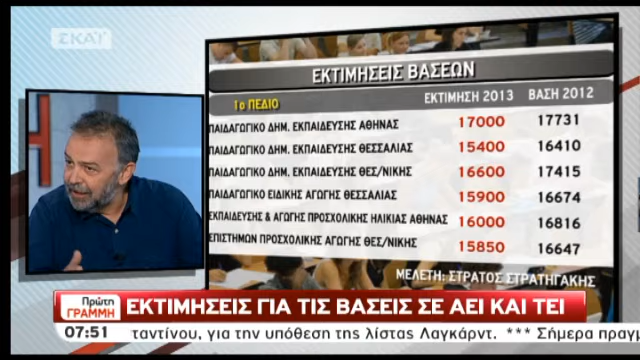 ΣΚΑΪ
ΕΚΤΙΜΗΣΕΙΣ ΒΑΣΕΩΝ
1ο ΠΕΔΙΟ ΕΚΤΙΜΗΣΗ 2013 ΒΑΣΗ 2012
ΠΑΙΔΑΓΩΓΙΚΟ ΔΗΜ. ΕΚΠΑΙΔΕΥΣΗΣ ΑΘΗΝΑΣ 17000 17731
ΠΑΙΔΑΓΩΓΙΚΟ ΔΗΜ. ΕΚΠΑΙΔΕΥΣΗΣ ΘΕΣΣΑΛΙΑΣ 15400 16410
ΠΑΙΔΑΓΩΓΙΚΟ ΔΗΜ. ΕΚΠΑΙΔΕΥΣΗΣ ΘΕΣ/ΝΙΚΗΣ 16600 17415
ΠΑΙΔΑΓΩΓΙΚΟ ΕΙΔΙΚΗΣ ΑΓΩΓΗΣ ΘΕΣΣΑΛΙΑΣ 15900 16674
ΕΚΠΑΙΔΕΥΣΗΣ & ΑΓΩΓΗΣ ΠΡΟΣΧΟΛΙΚΗΣ ΗΛΙΚΙΑΣ ΑΘΗΝΑΣ 16000 16816
ΕΠΙΣΤΗΜΩΝ ΠΡΟΣΧΟΛΙΚΗΣ ΑΓΩΓΗΣ ΘΕΣ/ΝΙΚΗΣ 15850 16647
ΜΕΛΕΤΗ: ΣΤΡΑΤΟΣ ΣΤΡΑΤΗΓΑΚΗΣ
Πρώτη
ΓΡΑΜΜΗ
ΕΚΤΙΜΗΣΕΙΣ ΓΙΑ ΤΙΣ ΒΑΣΕΙΣ ΣΕ ΑΕΙ ΚΑΙ ΤΕΙ
07:51 ταντίνου, για την υπόθεση της λίστας Λαγκάρντ. *** Σήμερα πραγμ